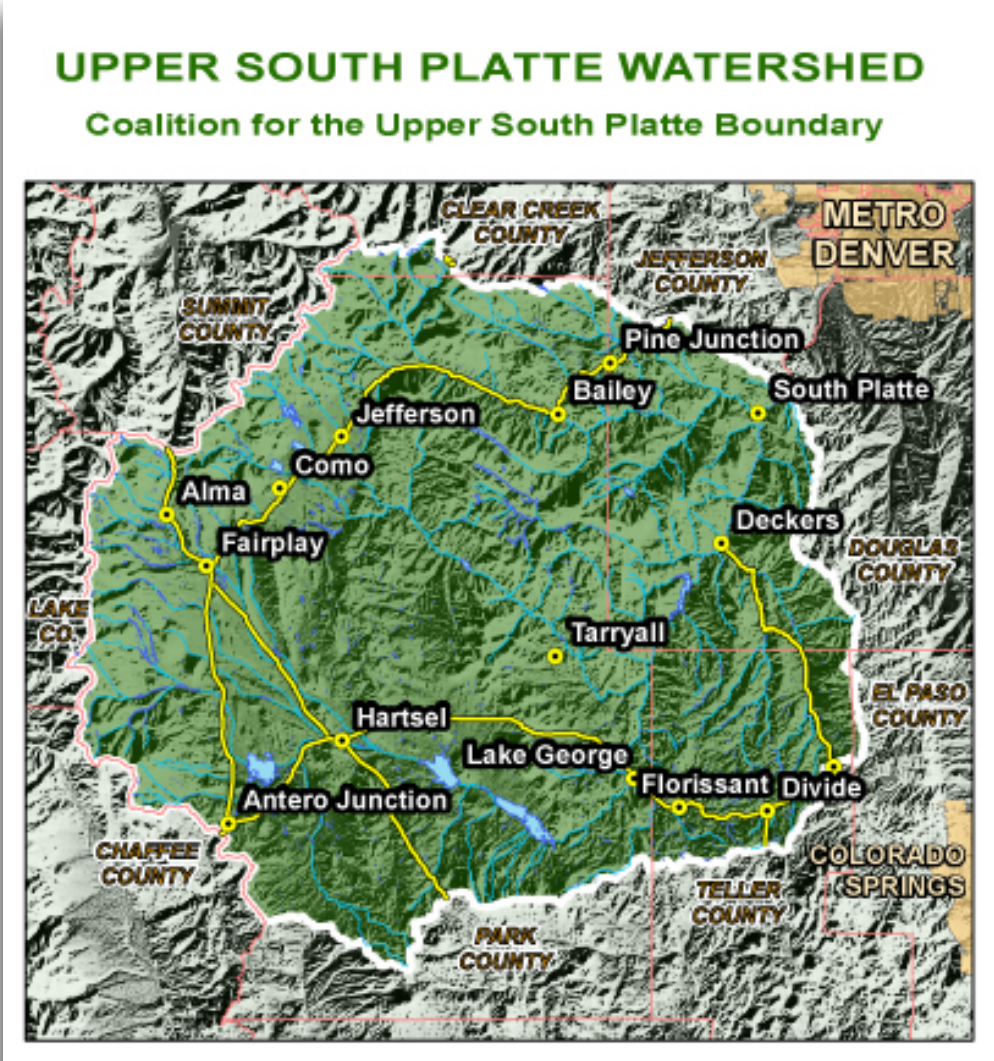 UPPER SOUTH PLATTE WATERSHED
Coalition for the Upper South Platte Boundary
CLEAR CREEK
COUNTY
METRO
DENVER
JEFFERSON
COUNTY
SUMMIT
COUNTY
Pine Junction
Bailey
South Platte
Jefferson
Como
Alma
Deckers
Fairplay
DOUGLAS
COUNTY
LAKE
CO.
Tarryall
EL PASO
COUNTY
Hartsel
Lake George
Florissant
Divide
Antero Junction
CHAFFEE
COUNTY
COLORADO
SPRINGS
TELLER
COUNTY
PARK
COUNTY